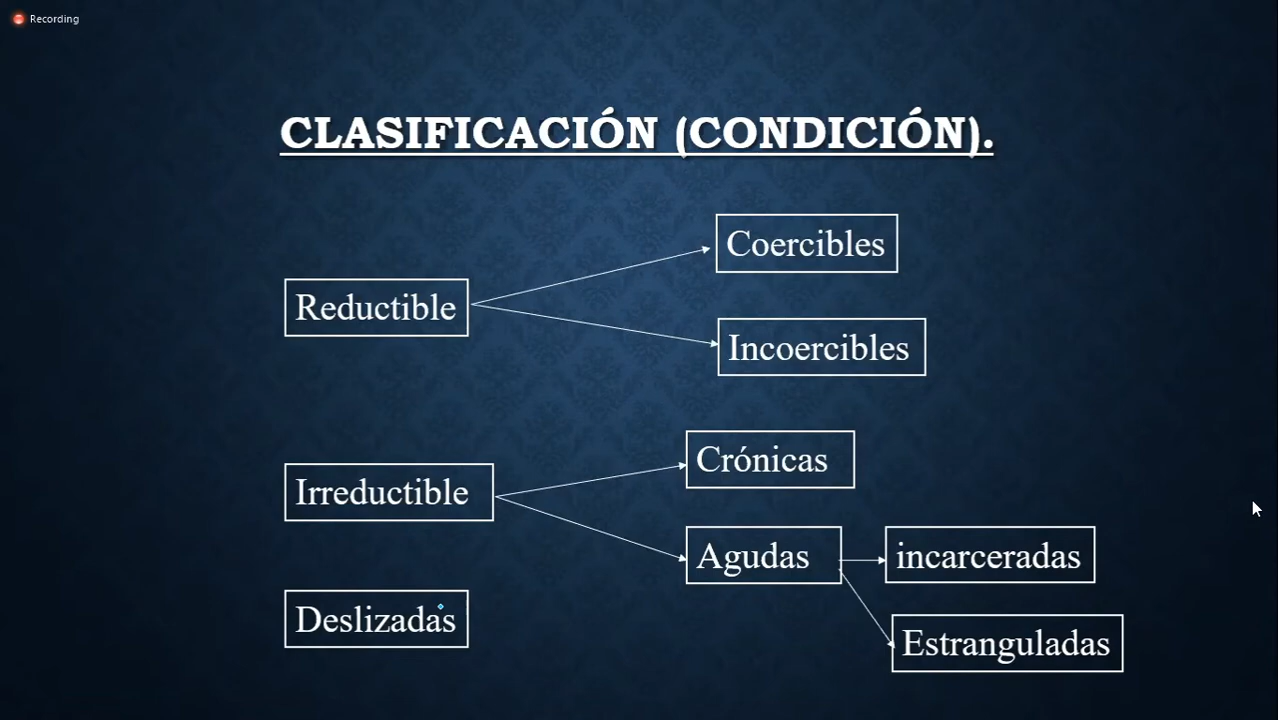 Recording
CLASIFICACIÓN (CONDICIÓN).
Coercibles
Reductible
Incoercibles
Crónicas
Irreductible
Agudas
incarceradas
Deslizadas
Estranguladas